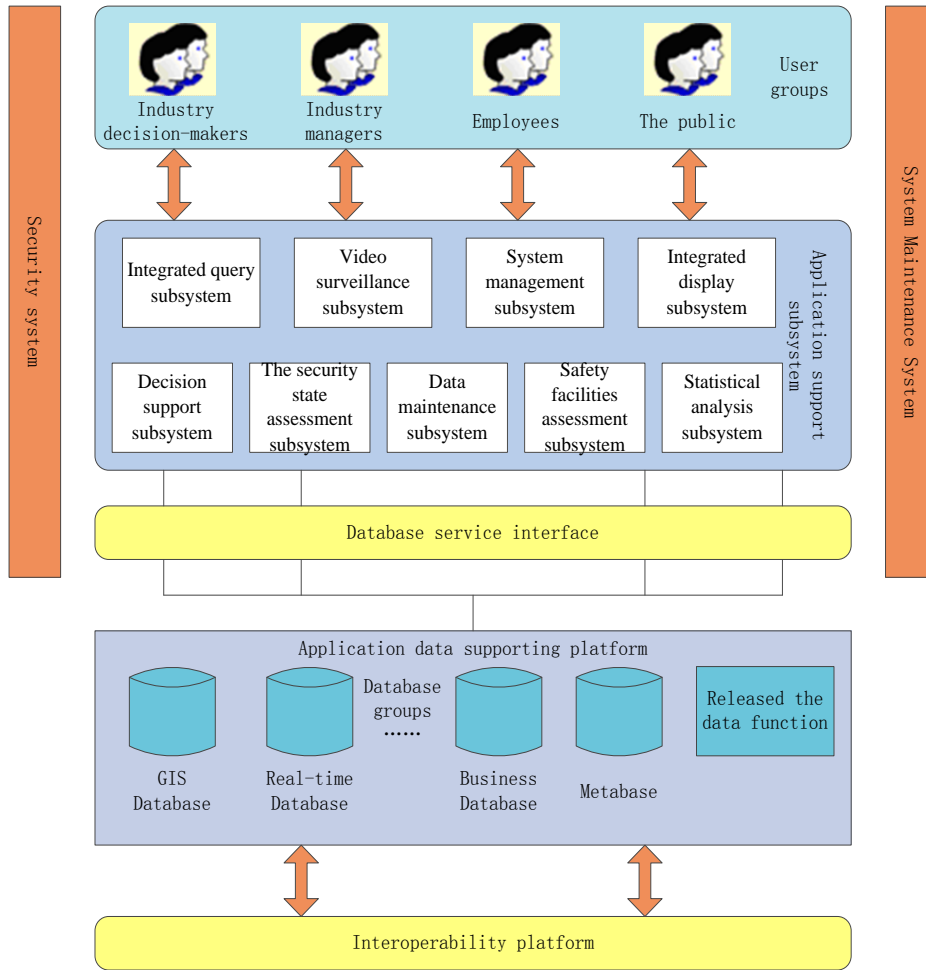 Industry
decision-makers
Industry
managers
Employees
The public
User
groups
Security system
System Maintenance System
Integrated query
subsystem
Video
surveillance
subsystem
System
management
subsystem
Integrated
display
subsystem
Application support
subsystem
Decision
support
subsystem
The security
state
assessment
subsystem
Data
maintenance
subsystem
Safety
facilities
assessment
subsystem
Statistical
analysis
subsystem
Database service interface
Application data supporting platform
Database
groups
......
Released the
data function
GIS
Database
Real-time
Database
Business
Database
Metabase
Interoperability platform